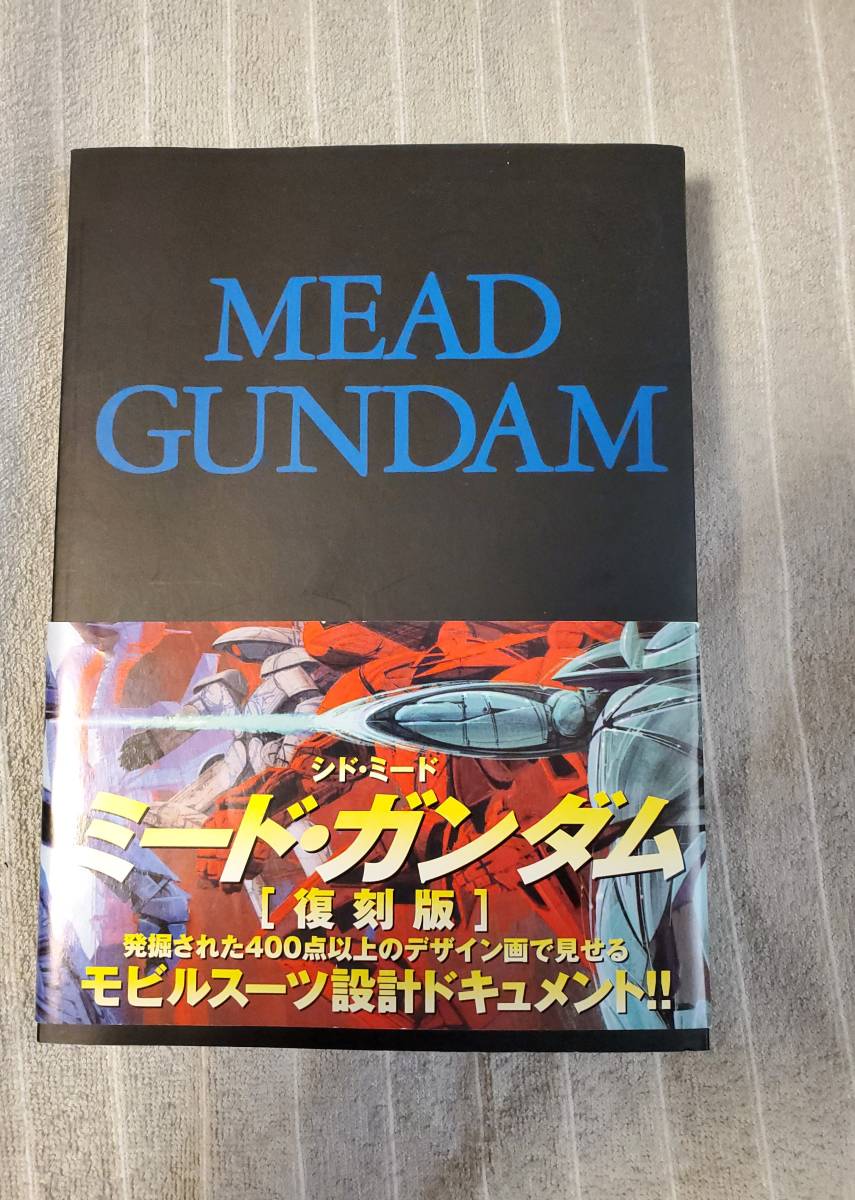 MEAD
GUNDAM
シド・ミード
ミード・ガンダム
[復刻版]
発掘された400点以上のデザイン画で見せる
モビルスーツ設計ドキュメント!!